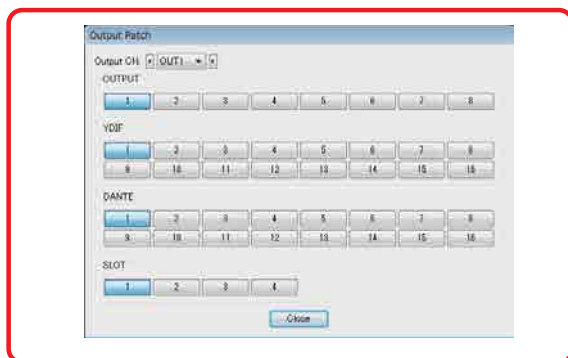 Output Patch
Output CH: OUT1
OUTPUT
1 2 3 4 5 6 7 8
YDIF
1 2 3 4 5 6 7 8
9 10 11 12 13 14 15 16
DANTE
1 2 3 4 5 6 7 8
9 10 11 12 13 14 15 16
SLOT
1 2 3 4
Close